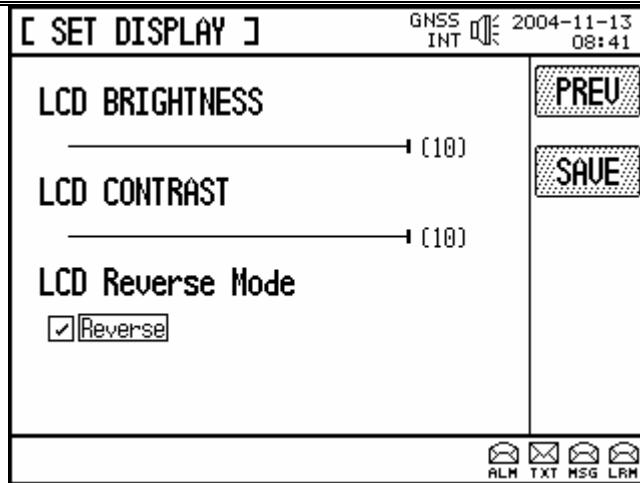 [ SET DISPLAY ]
GNSS
INT
2004-11-13
08:41
LCD BRIGHTNESS
(10)
LCD CONTRAST
(10)
LCD Reverse Mode
Reverse
PREV
SAVE
ALM TXT MSG LRM